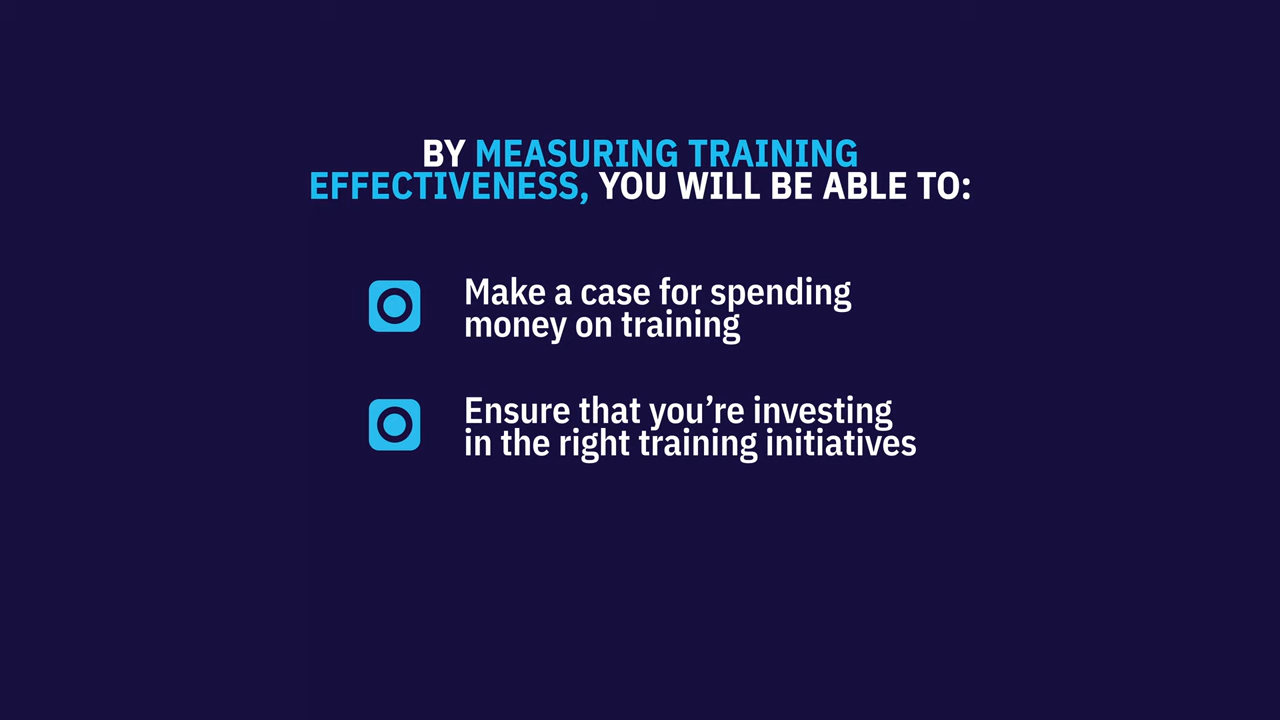 BY MEASURING TRAINING
EFFECTIVENESS, YOU WILL BE ABLE TO:
Make a case for spending
money on training
Ensure that you’re investing
in the right training initiatives